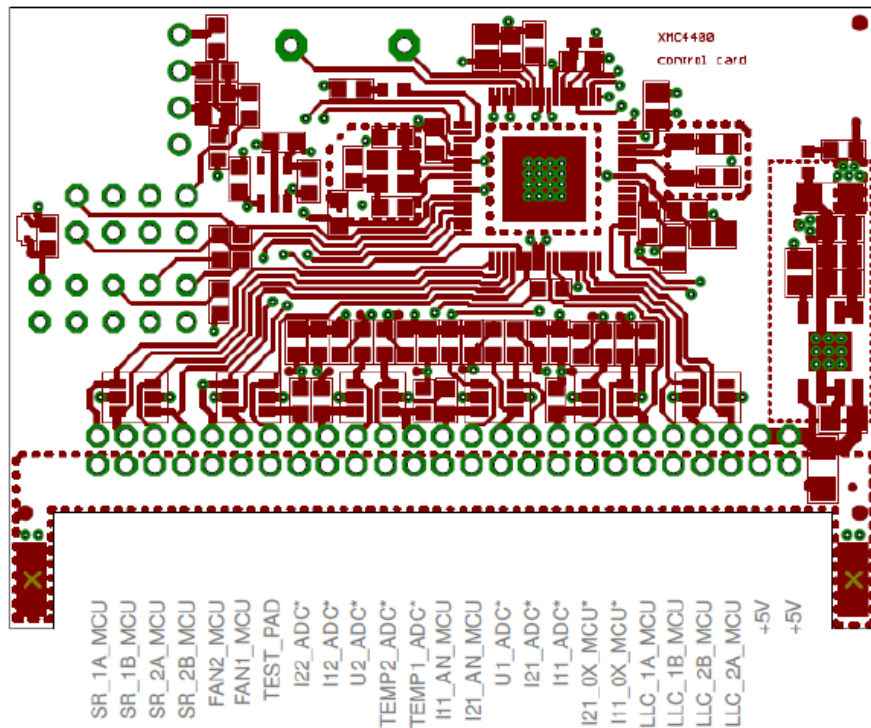 XMC4400
control card
SR_1A_MCU
SR_1B_MCU
SR_2A_MCU
SR_2B_MCU
FAN2_MCU
FAN1_MCU
TEST_PAD
I22_ADC*
I12_ADC*
U2_ADC*
TEMP2_ADC*
TEMP1_ADC*
I11_AN_MCU
I21_AN_MCU
U1_ADC*
I21_ADC*
I11_ADC*
I21_0X_MCU*
I11_0X_MCU*
LLC_1A_MCU
LLC_1B_MCU
LLC_2B_MCU
LLC_2A_MCU
+5V
+5V